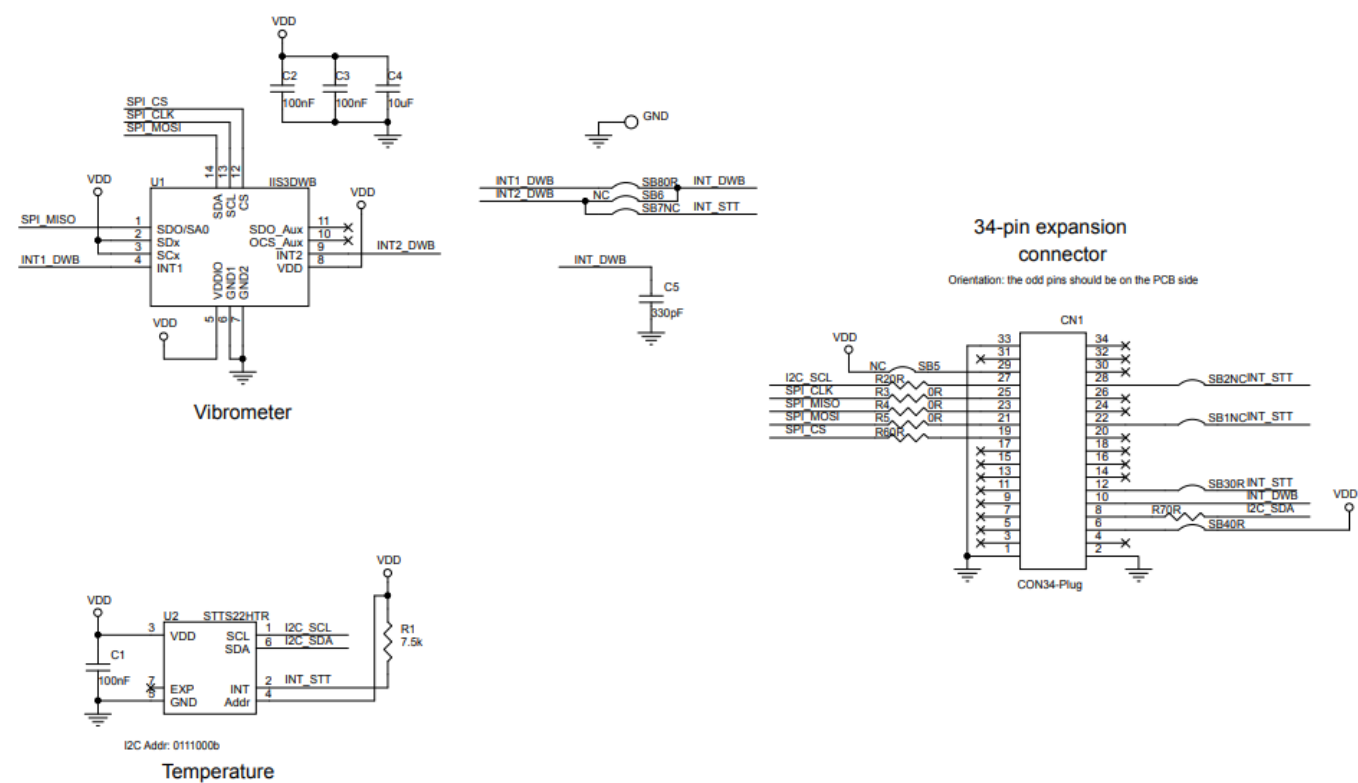 VDD
C2
100nF
C3
100nF
C4
10uF
SPI_CS
SPI_CLK
SPI_MOSI
14
13
12
U1
IIS3DWB
SDA
SCL
CS
VDD
VDD
SPI_MISO
1
SDO/SA0
2
SDx
3
SCx
INT1_DWB
4
INT1
SDO_Aux
11
OCS_Aux
10
INT2
9
INT2_DWB
VDD
8
VDDIO
GND1
GND2
5
6
7
VDD
Vibrometer
GND
INT1_DWB
SB80R
INT_DWB
INT2_DWB
NC
SB6
SB7NC
INT_STT
INT_DWB
C5
330pF
34-pin expansion
connector
Orientation: the odd pins should be on the PCB side
CN1
33
34
31
32
VDD
29
30
NC
SB5
I2C_SCL
R20R
27
28
SB2NC
INT_STT
SPI_CLK
R3
0R
25
26
SPI_MISO
R4
0R
23
24
SPI_MOSI
R5
0R
21
22
SB1NC
INT_STT
SPI_CS
R60R
19
20
17
18
15
16
13
14
11
12
SB30R
INT_STT
9
10
INT_DWB
VDD
7
8
R70R
I2C_SDA
5
6
SB40R
3
4
1
2
CON34-Plug
VDD
VDD
U2
STTS22HTR
3
VDD
SCL
1
I2C_SCL
SDA
6
I2C_SDA
R1
7.5k
C1
100nF
7
EXP
INT
2
INT_STT
5
GND
Addr
4
I2C Addr: 0111000b
Temperature